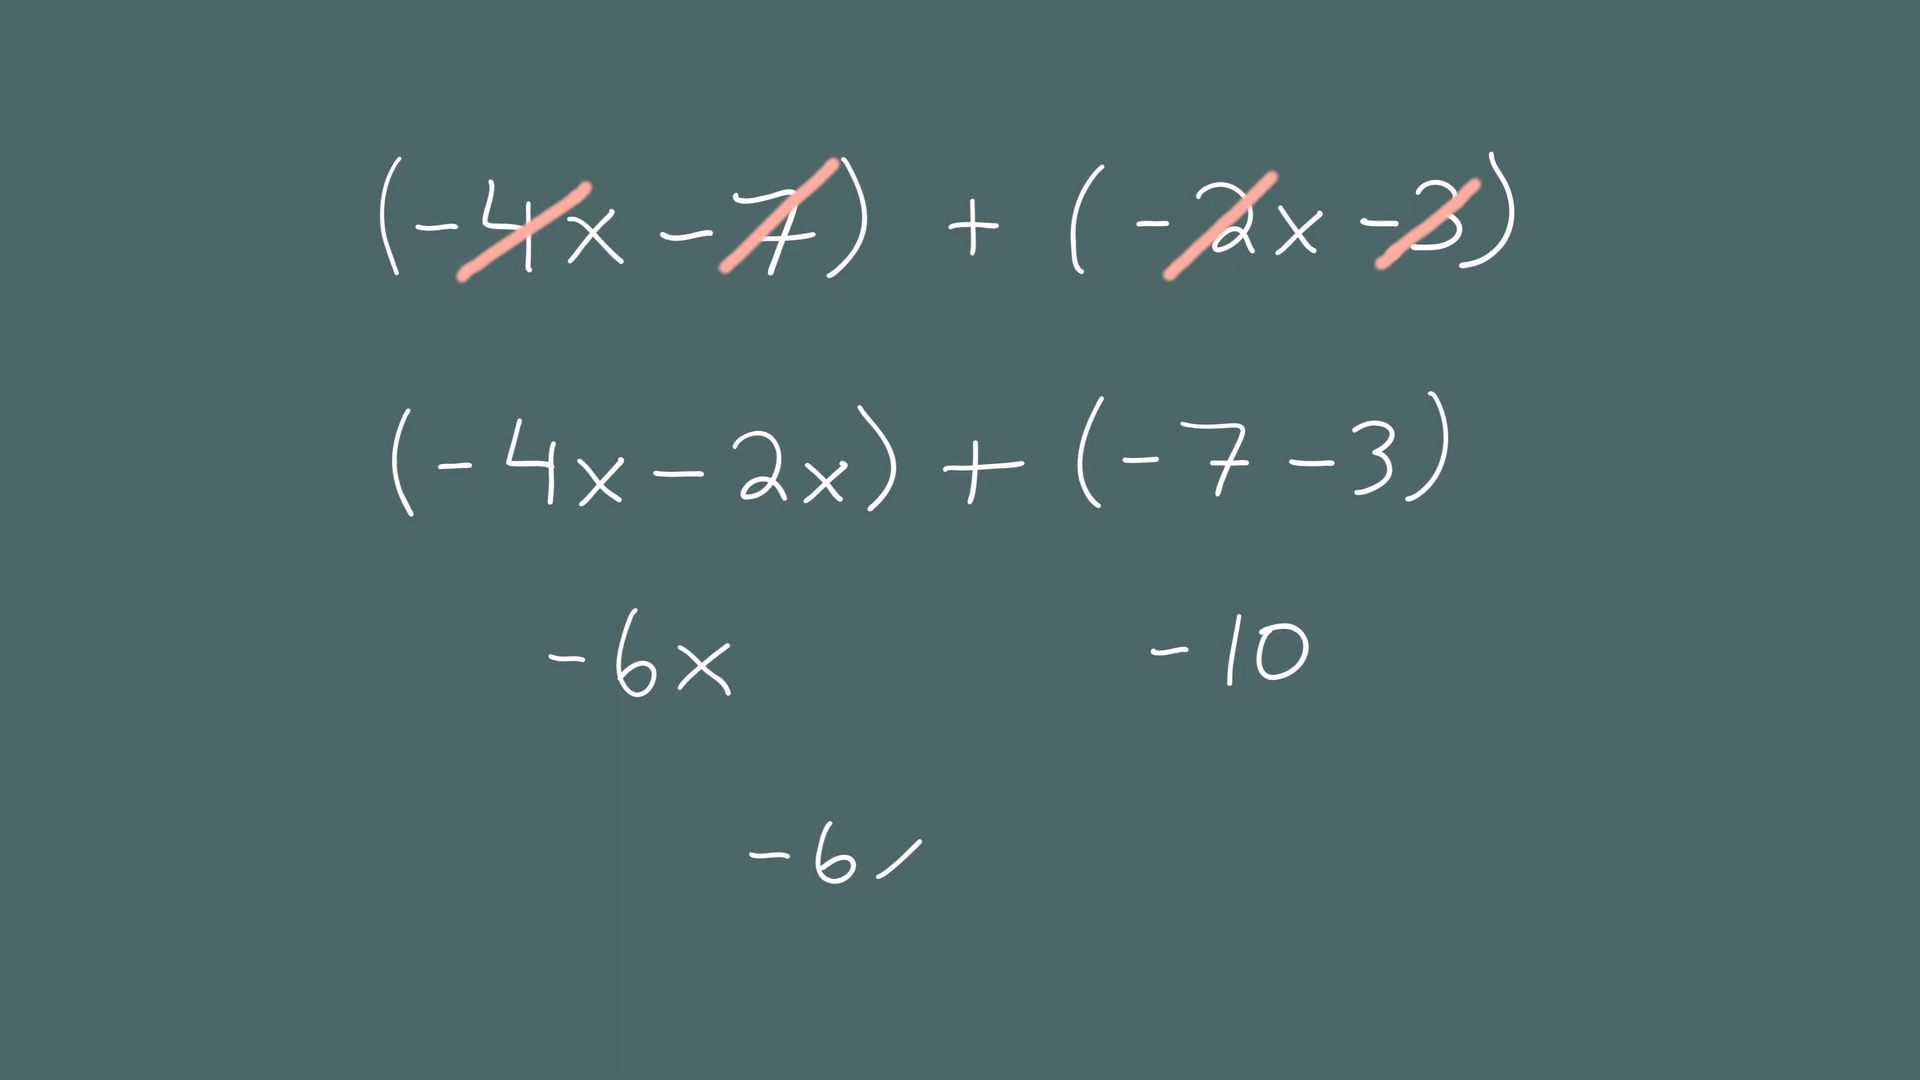 (-4x - 7) + (-2x - 3)
(-4x - 2x) + (-7 - 3)
-6x -10
-6